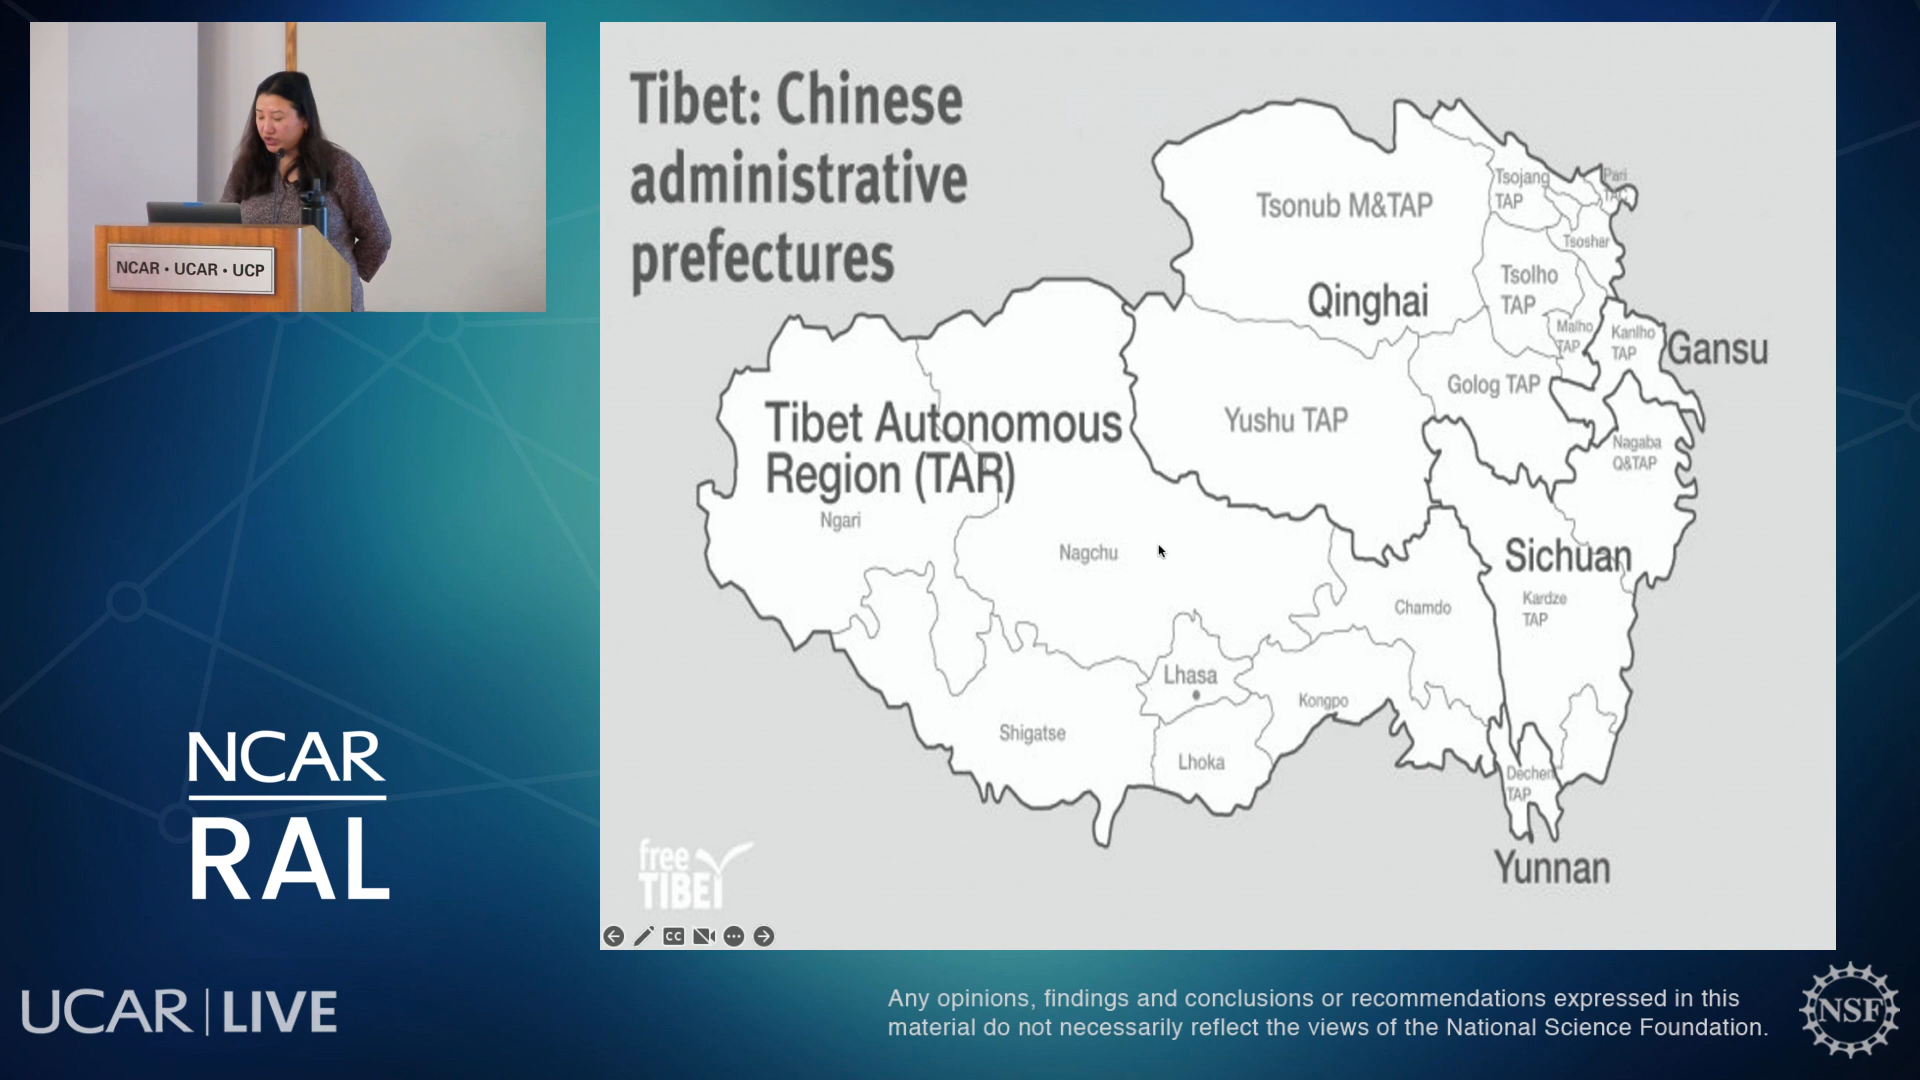 NCAR • UCAR • UCP
Tibet: Chinese
administrative
prefectures
Tsonub M&TAP
Tsojang
TAP
Pari
Tsoshar
Tsolho
TAP
Qinghai
Malho
TAP
Kanlho
TAP
Gansu
Golog TAP
Yushu TAP
Tibet Autonomous
Region (TAR)
Nagaba
Q&TAP
Ngari
Nagchu
Sichuan
Kardze
TAP
Chamdo
Lhasa
Kongpo
Shigatse
Lhoka
Dechen
TAP
Yunnan
free
TIBET
CC
NCAR
RAL
UCAR | LIVE
Any opinions, findings and conclusions or recommendations expressed in this
material do not necessarily reflect the views of the National Science Foundation.
NSF